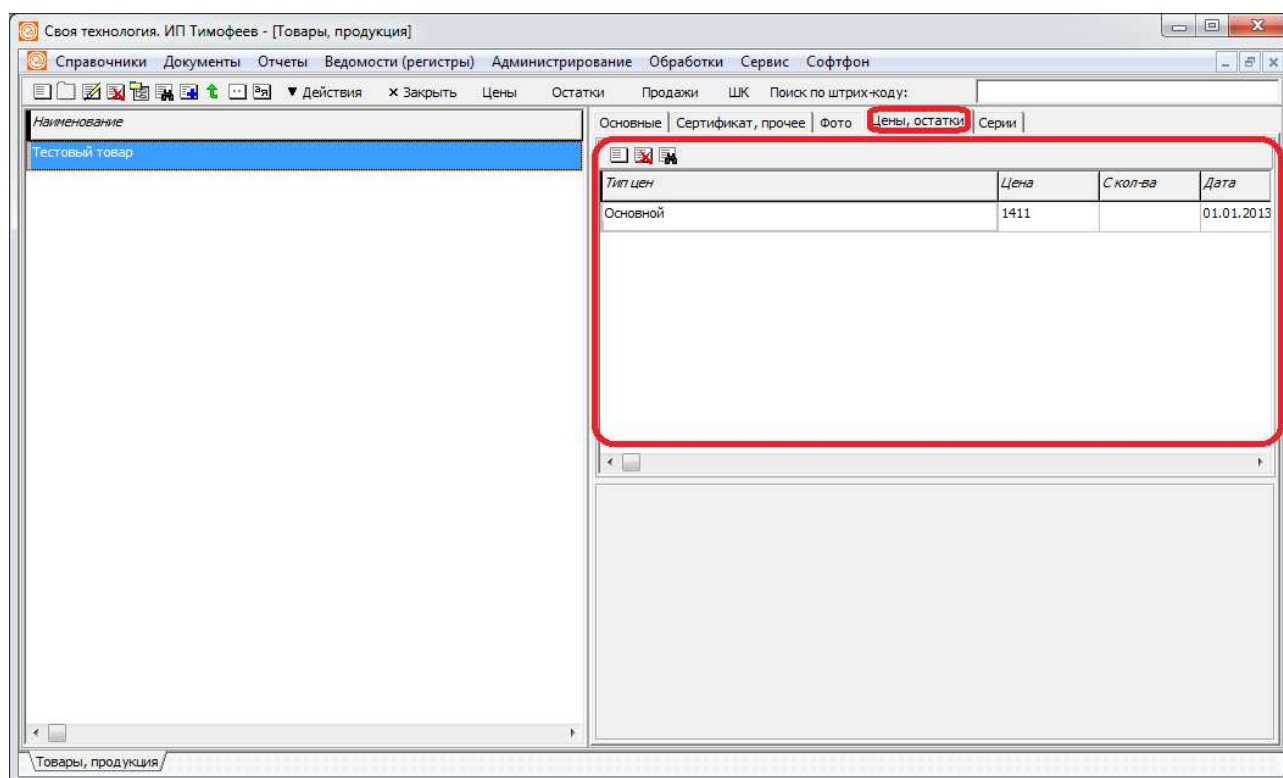 Своя технология. ИП Тимофеев - [Товары, продукция]
Справочники Документы Отчеты Ведомости (регистры) Администрирование Обработки Сервис Софтфон
▼ Действия × Закрыть Цены Остатки Продажи ШК Поиск по штрих-коду:
Наименование
Тестовый товар
Основные Сертификат, прочее Фото Цены, остатки Серии
Тип цен Цена С кол-ва Дата
Основной 1411 01.01.2013
Товары, продукция